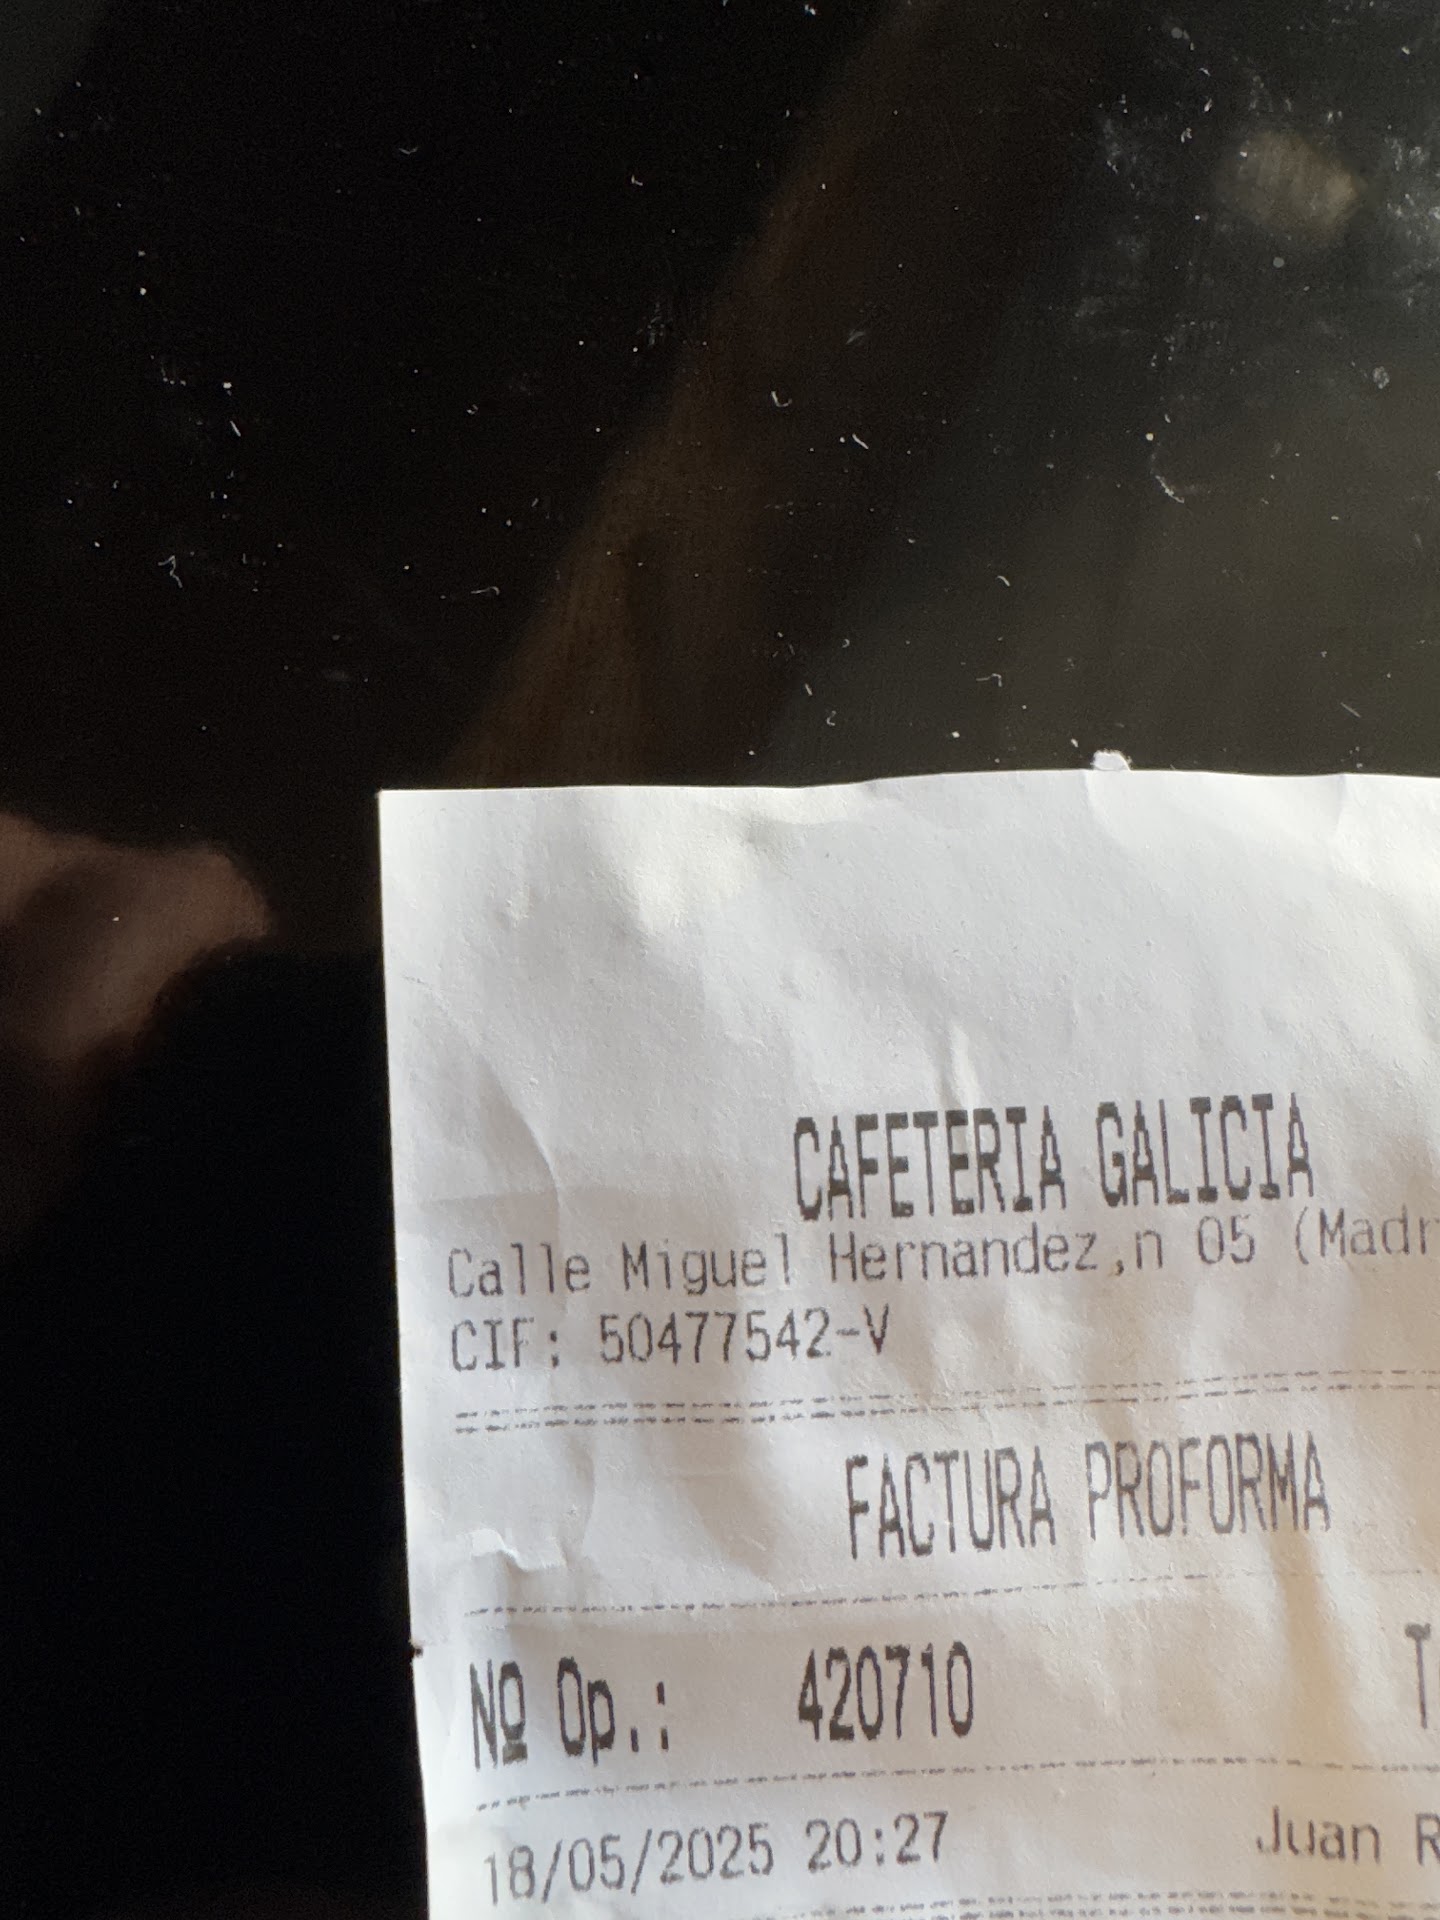 CAFETERIA GALICIA
Calle Miguel Hernandez,n 05 (Madr
CIF: 50477542-V
FACTURA PROFORMA
Nº Op.: 420710
18/05/2025 20:27 Juan R